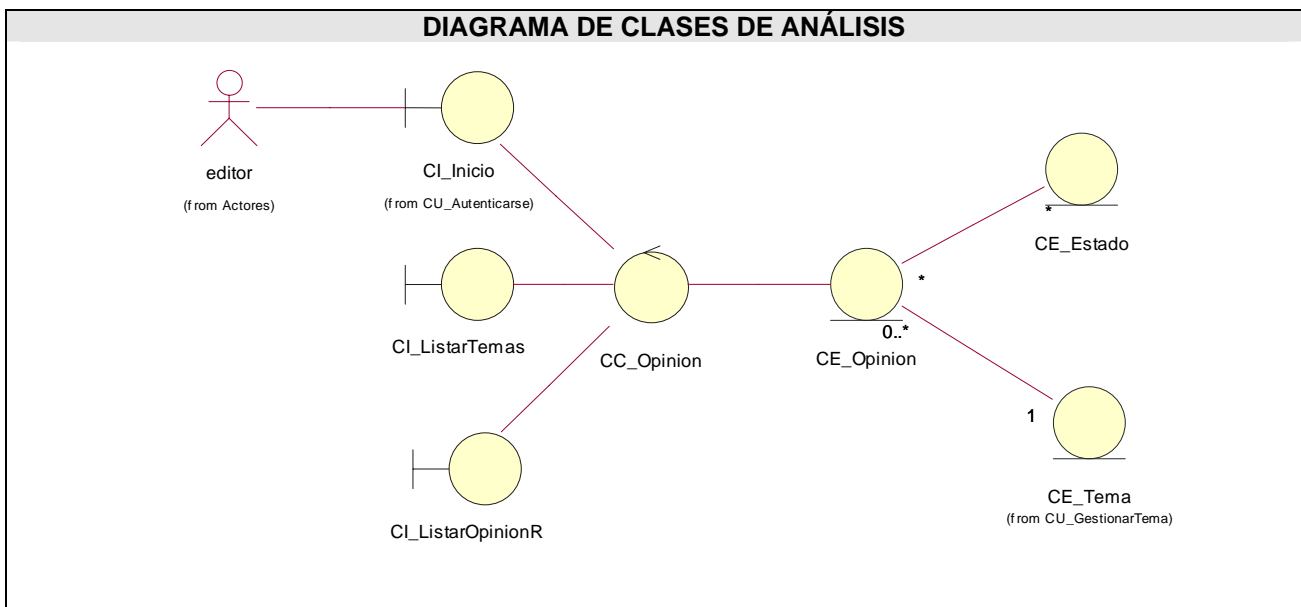 DIAGRAMA DE CLASES DE ANÁLISIS
editor
(from Actores)
CI_Inicio
(from CU_Autenticarse)
*
CE_Estado
CI_ListarTemas
CC_Opinion
*
0..*
CE_Opinion
1
CE_Tema
(from CU_GestionarTema)
CI_ListarOpinionR